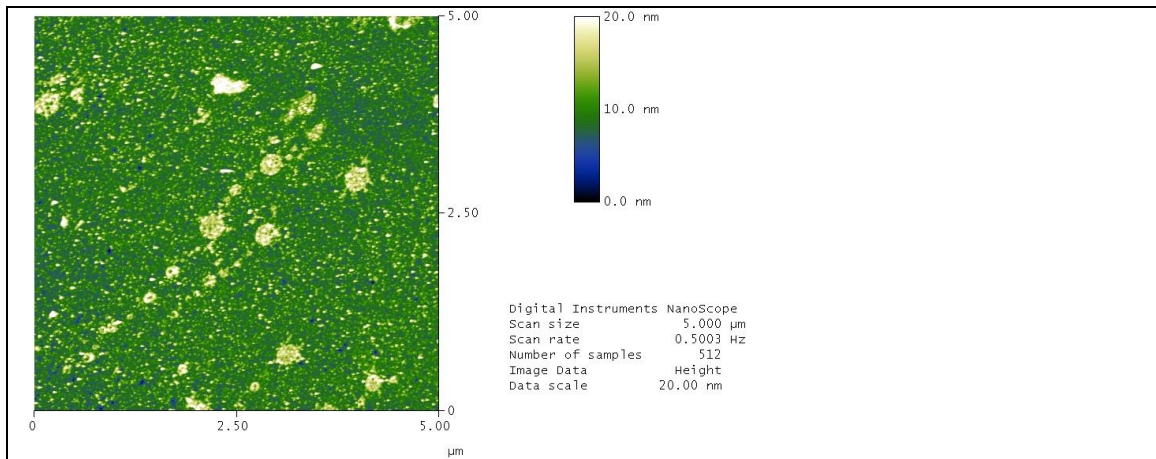 5.00
2.50
0
0 2.50 5.00
µm
20.0 nm
10.0 nm
0.0 nm
Digital Instruments NanoScope
Scan size 5.000 µm
Scan rate 0.5003 Hz
Number of samples 512
Image Data Height
Data scale 20.00 nm